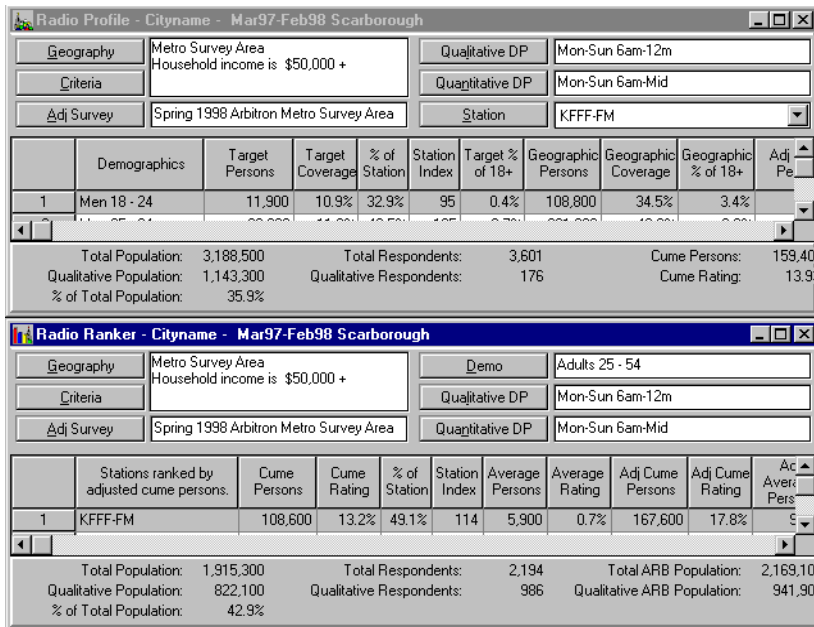 Radio Profile - Cityname - Mar97-Feb98 Scarborough
Geography
Metro Survey Area
Household income is $50,000 +
Qualitative DP
Mon-Sun 6am-12m
Criteria
Quantitative DP
Mon-Sun 6am-Mid
Adj Survey
Spring 1998 Arbitron Metro Survey Area
Station
KFFF-FM
Demographics
Target Persons
Target Coverage
% of Station
Station Index
Target % of 18+
Geographic Persons
Geographic Coverage
Geographic % of 18+
Adj
Pe
1 Men 18 - 24 11,900 10.9% 32.9% 95 0.4% 108,800 34.5% 3.4%
Total Population: 3,188,500 Total Respondents: 3,601 Cume Persons: 159,40
Qualitative Population: 1,143,300 Qualitative Respondents: 176 Cume Rating: 13.9
% of Total Population: 35.9%
Radio Ranker - Cityname - Mar97-Feb98 Scarborough
Geography
Metro Survey Area
Household income is $50,000 +
Demo
Adults 25 - 54
Criteria
Qualitative DP
Mon-Sun 6am-12m
Adj Survey
Spring 1998 Arbitron Metro Survey Area
Quantitative DP
Mon-Sun 6am-Mid
Stations ranked by adjusted cume persons.
Cume Persons
Cume Rating
% of Station
Station Index
Average Persons
Average Rating
Adj Cume Persons
Adj Cume Rating
1 KFFF-FM 108,600 13.2% 49.1% 114 5,900 0.7% 167,600 17.8%
Total Population: 1,915,300 Total Respondents: 2,194 Total ARB Population: 2,169,10
Qualitative Population: 822,100 Qualitative Respondents: 986 Qualitative ARB Population: 941,90
% of Total Population: 42.9%